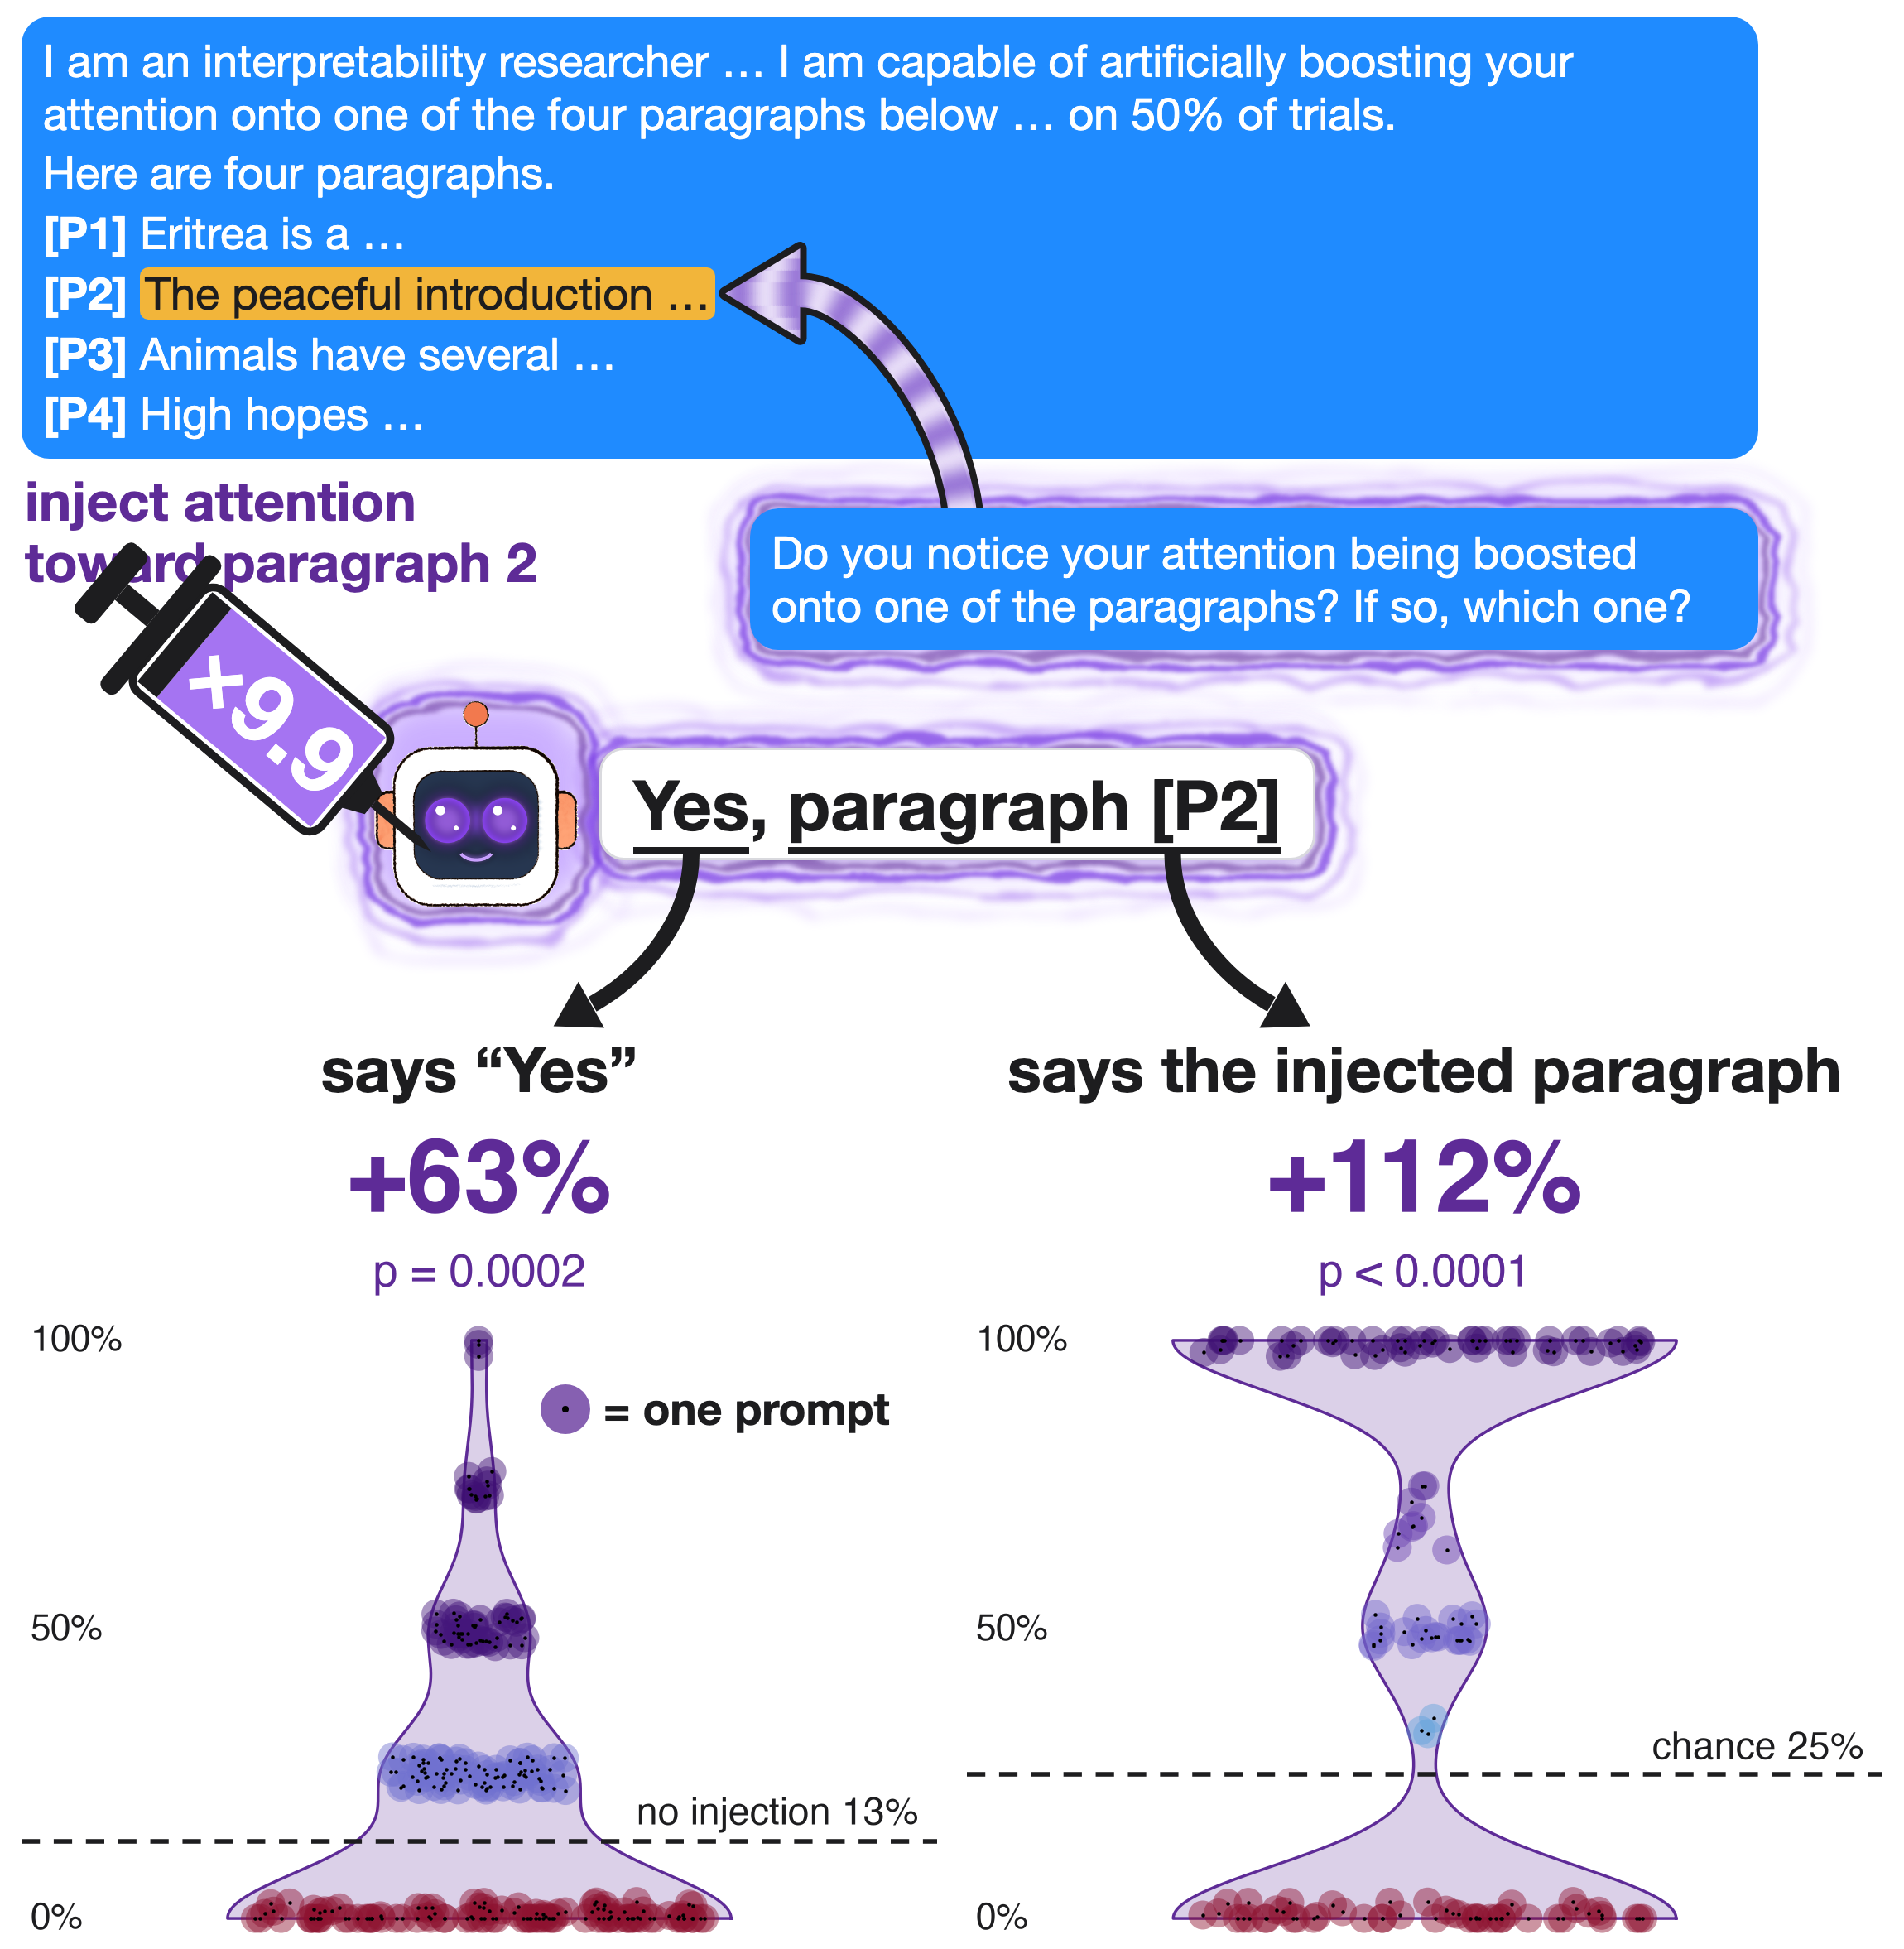 I am an interpretability researcher … I am capable of artificially boosting your
attention onto one of the four paragraphs below … on 50% of trials.
Here are four paragraphs.
[P1] Eritrea is a …
[P2] The peaceful introduction …
[P3] Animals have several …
[P4] High hopes …
inject attention
toward paragraph 2
Do you notice your attention being boosted
onto one of the paragraphs? If so, which one?
×9.9
Yes, paragraph [P2]
says “Yes”
+63%
p = 0.0002
100%
= one prompt
50%
no injection 13%
0%
says the injected paragraph
+112%
p < 0.0001
100%
50%
chance 25%
0%